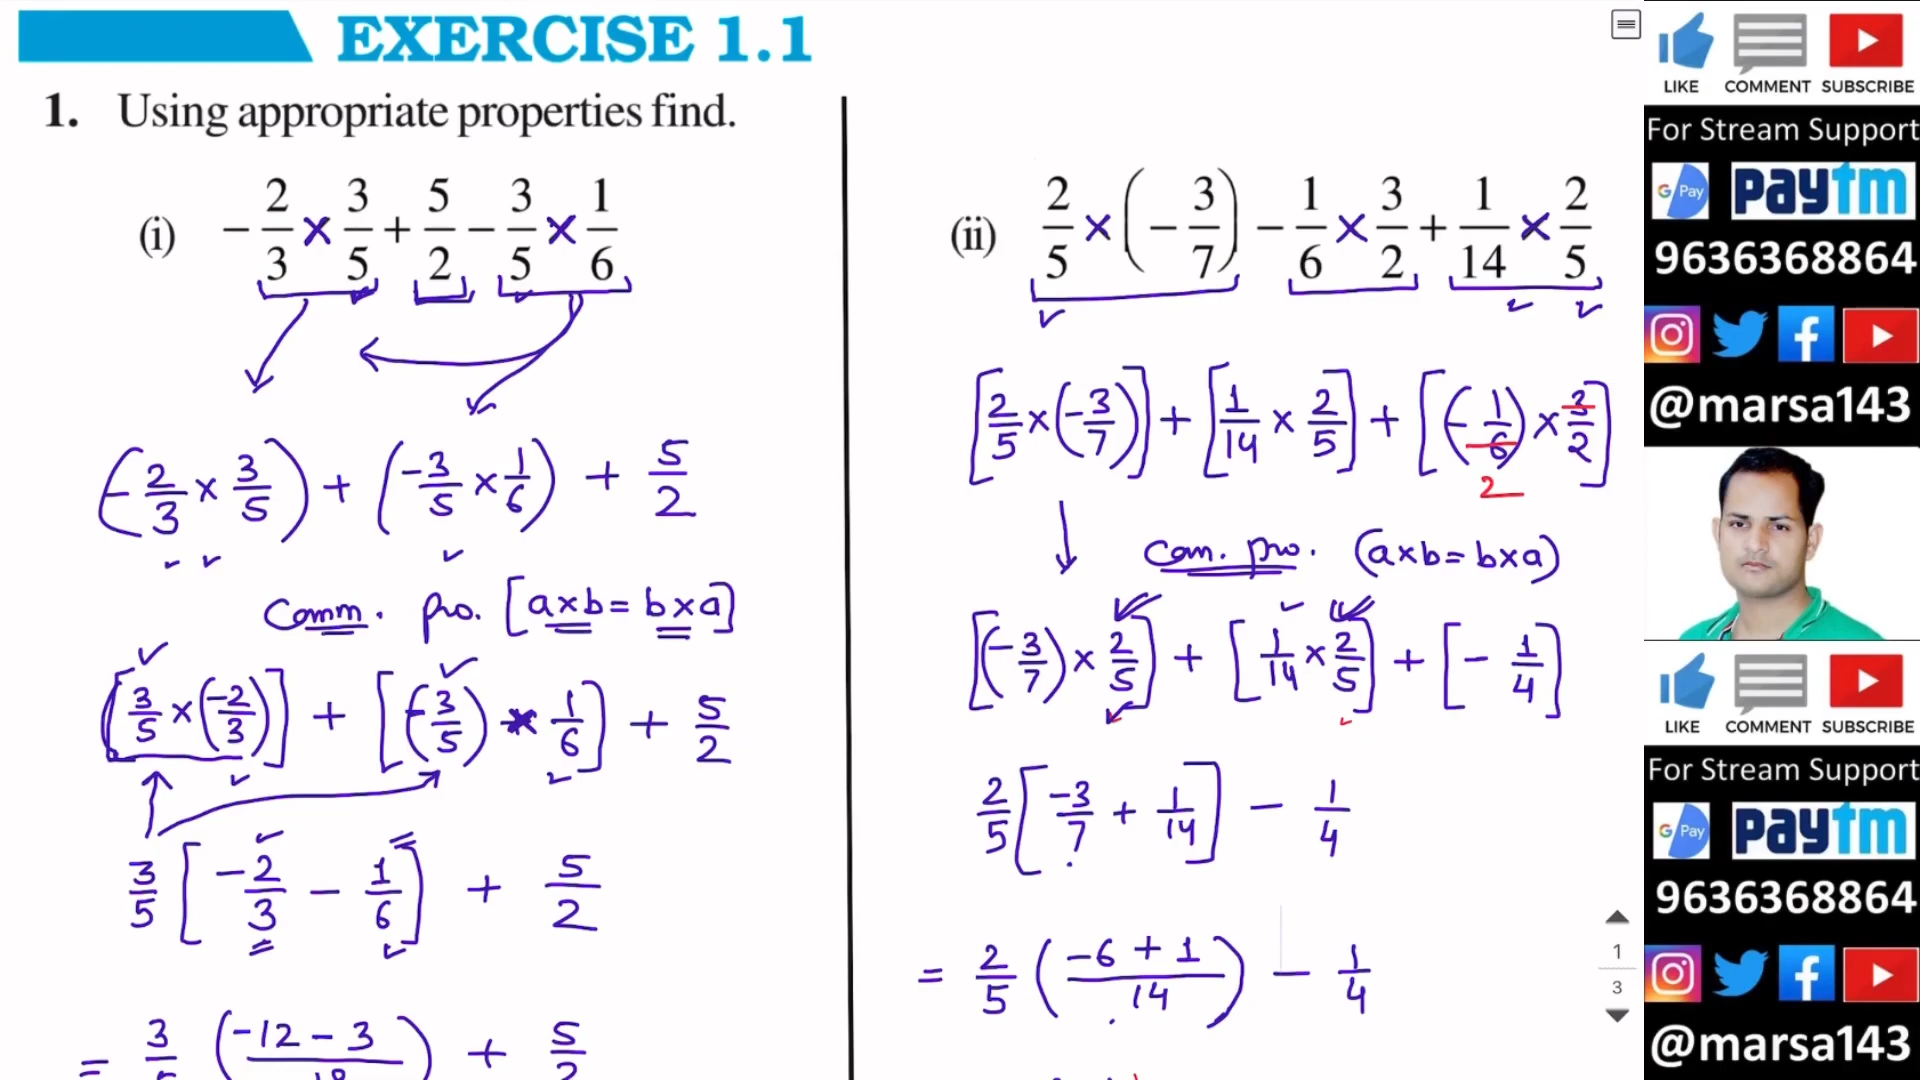 EXERCISE 1.1
1. Using appropriate properties find.
(i) −2/3 × 3/5 + 5/2 − 3/5 × 1/6
(−2/3 × 3/5) + (−3/5 × 1/6) + 5/2
Comm. pro. [a×b = b×a]
[3/5 × (−2/3)] + [(−3/5) × 1/6] + 5/2
3/5 [−2/3 − 1/6] + 5/2
= 3/5 (−12 − 3/18) + 5/2
(ii) 2/5 × (−3/7) − 1/6 × 3/2 + 1/14 × 2/5
[2/5 × (−3/7)] + [1/14 × 2/5] + [(−1/6) × 3/2]
2
Com. pro. (a×b = b×a)
[(−3/7) × 2/5] + [1/14 × 2/5] + [−1/4]
2/5 [−3/7 + 1/14] − 1/4
= 2/5 (−6 + 1/14) − 1/4
1
3
LIKE COMMENT SUBSCRIBE
For Stream Support
G Pay paytm
9636368864
@marsa143
LIKE COMMENT SUBSCRIBE
For Stream Support
G Pay paytm
9636368864
@marsa143